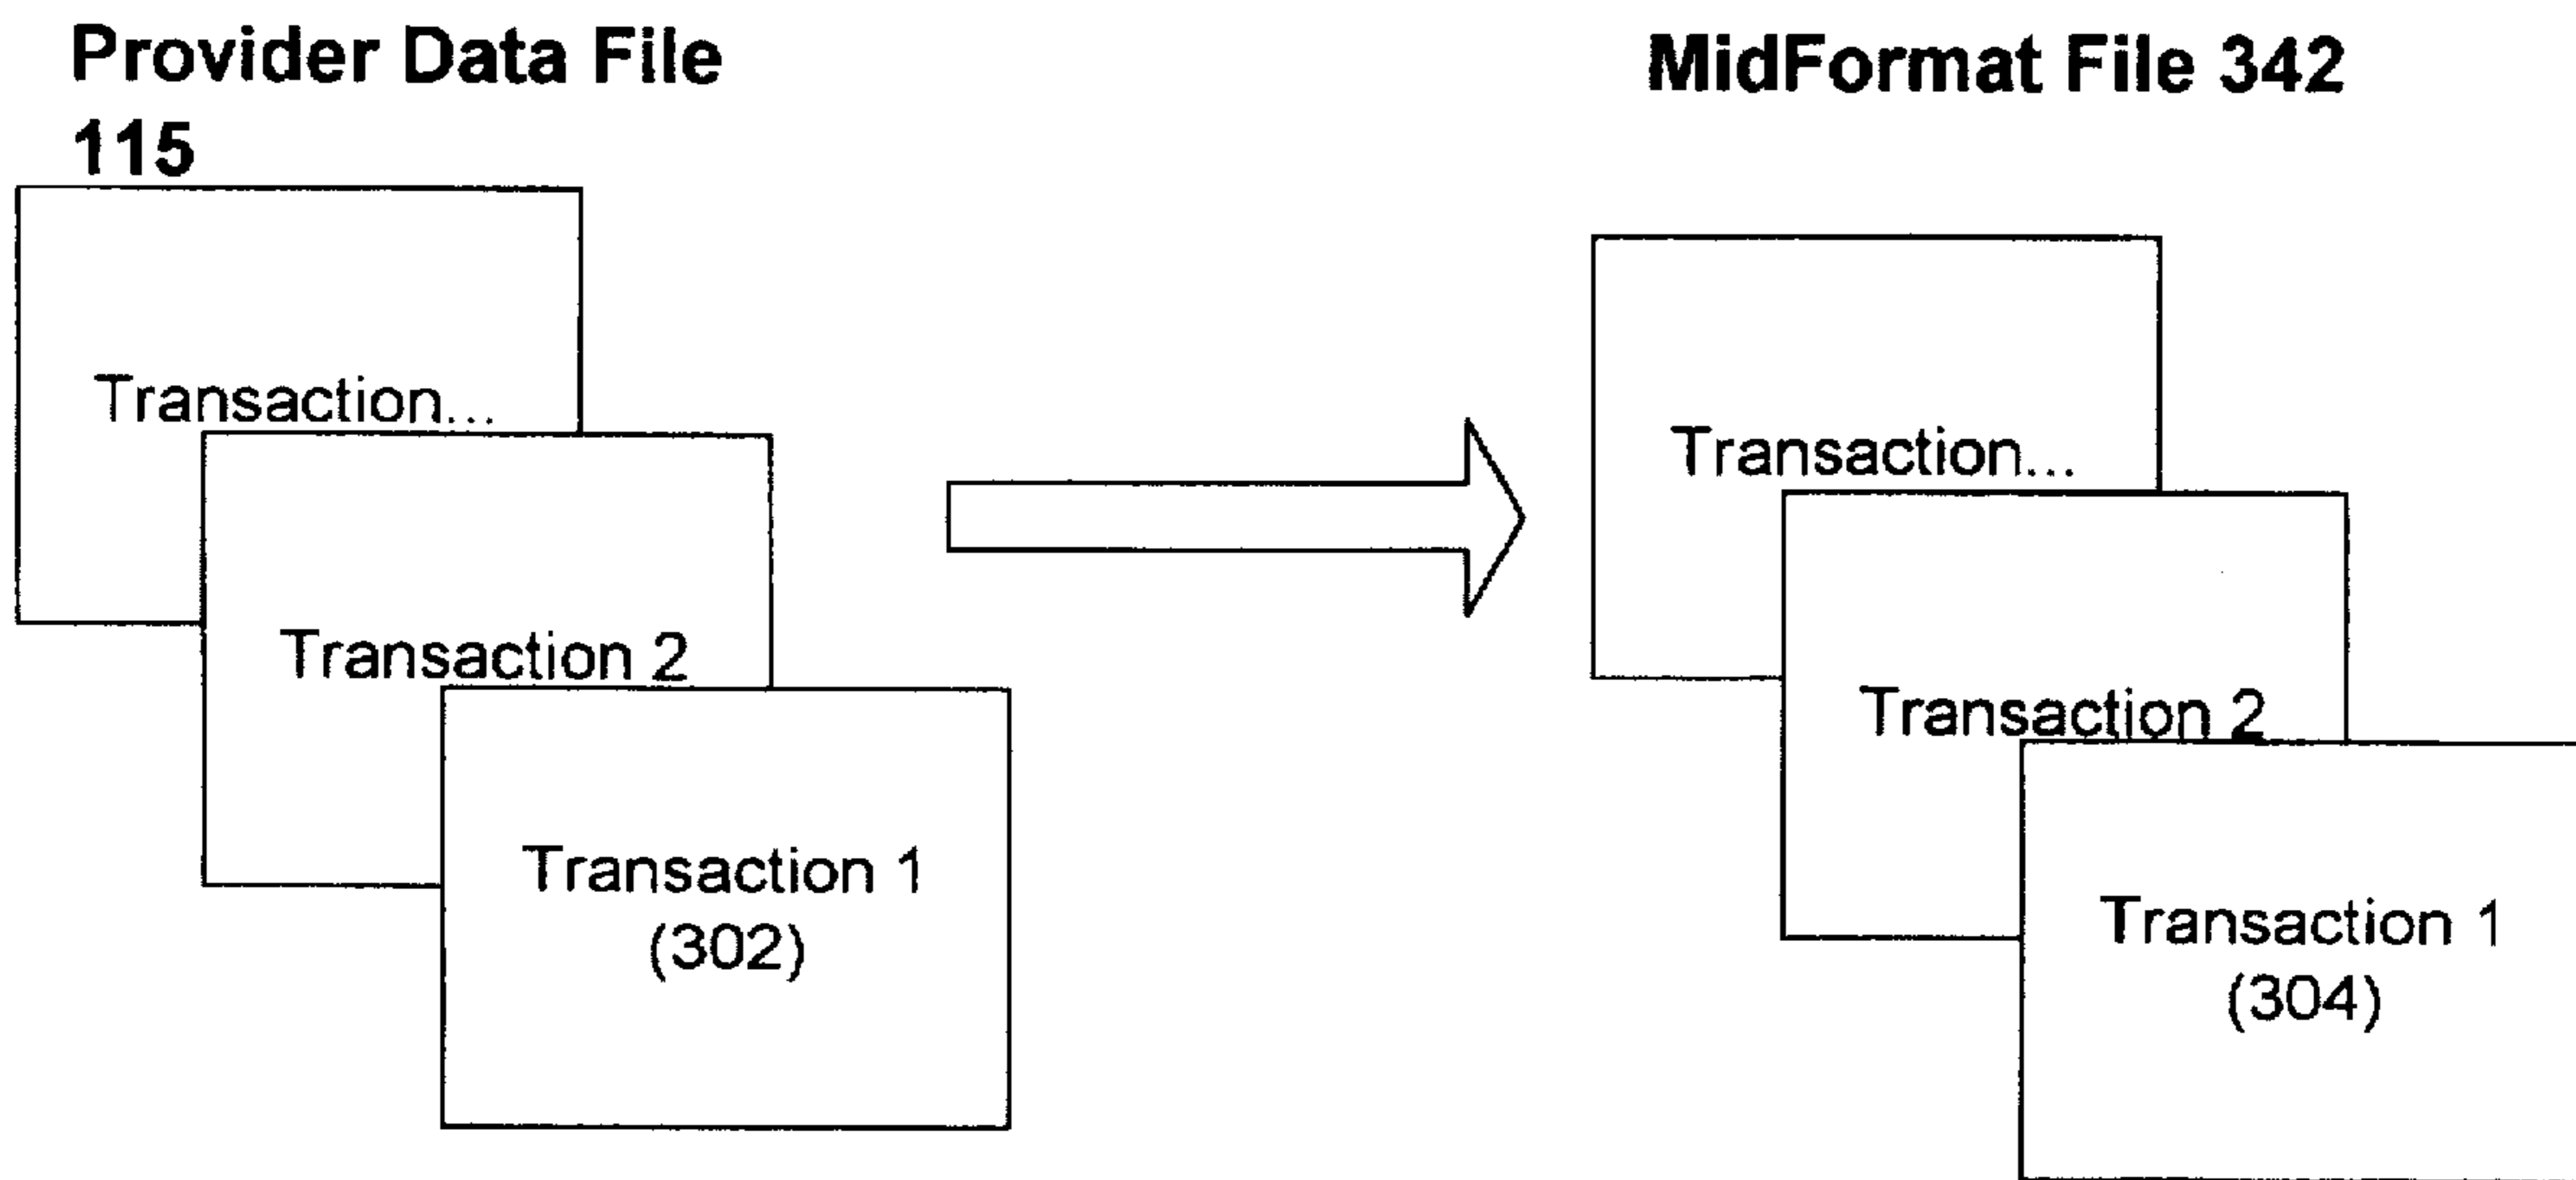 Provider Data File
115
Transaction...
Transaction 2
Transaction 1
(302)
MidFormat File 342
Transaction...
Transaction 2
Transaction 1
(304)